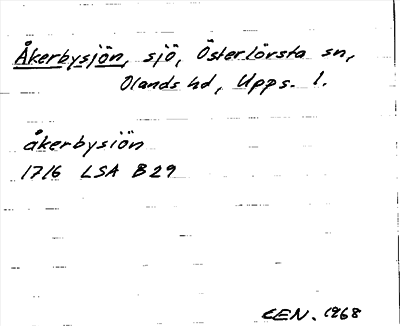 Åkerbysjön, sjö, Österlövsta sn,
Olands hd, Upps. l.
åkerbysiön
1716 LSA B29
CEN. 1968